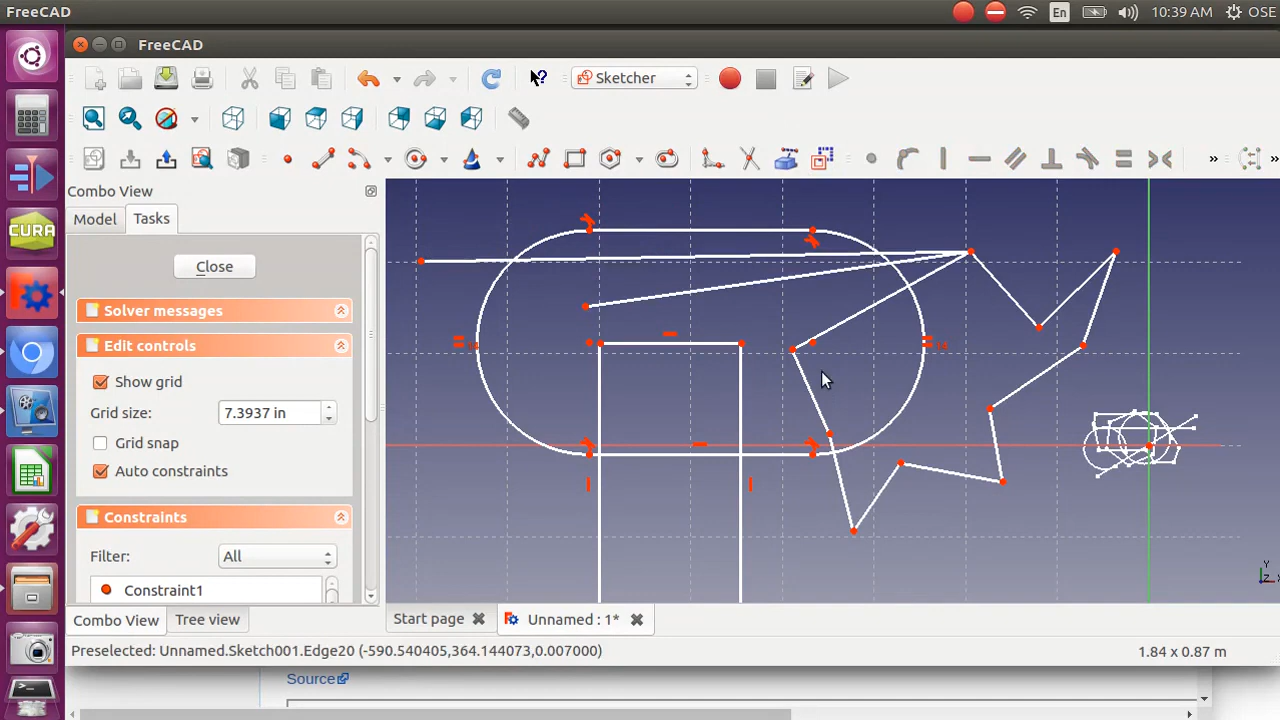 FreeCAD
En
10:39 AM
OSE
FreeCAD
Sketcher
»
»
Combo View
Model
Tasks
Close
Solver messages
Edit controls
Show grid
Grid size:
7.3937 in
Grid snap
Auto constraints
Constraints
Filter:
All
Constraint1
Combo View
Tree view
Start page
Unnamed : 1*
Preselected: Unnamed.Sketch001.Edge20 (-590.540405,364.144073,0.007000)
1.84 x 0.87 m
Source
CURA
Y
Z